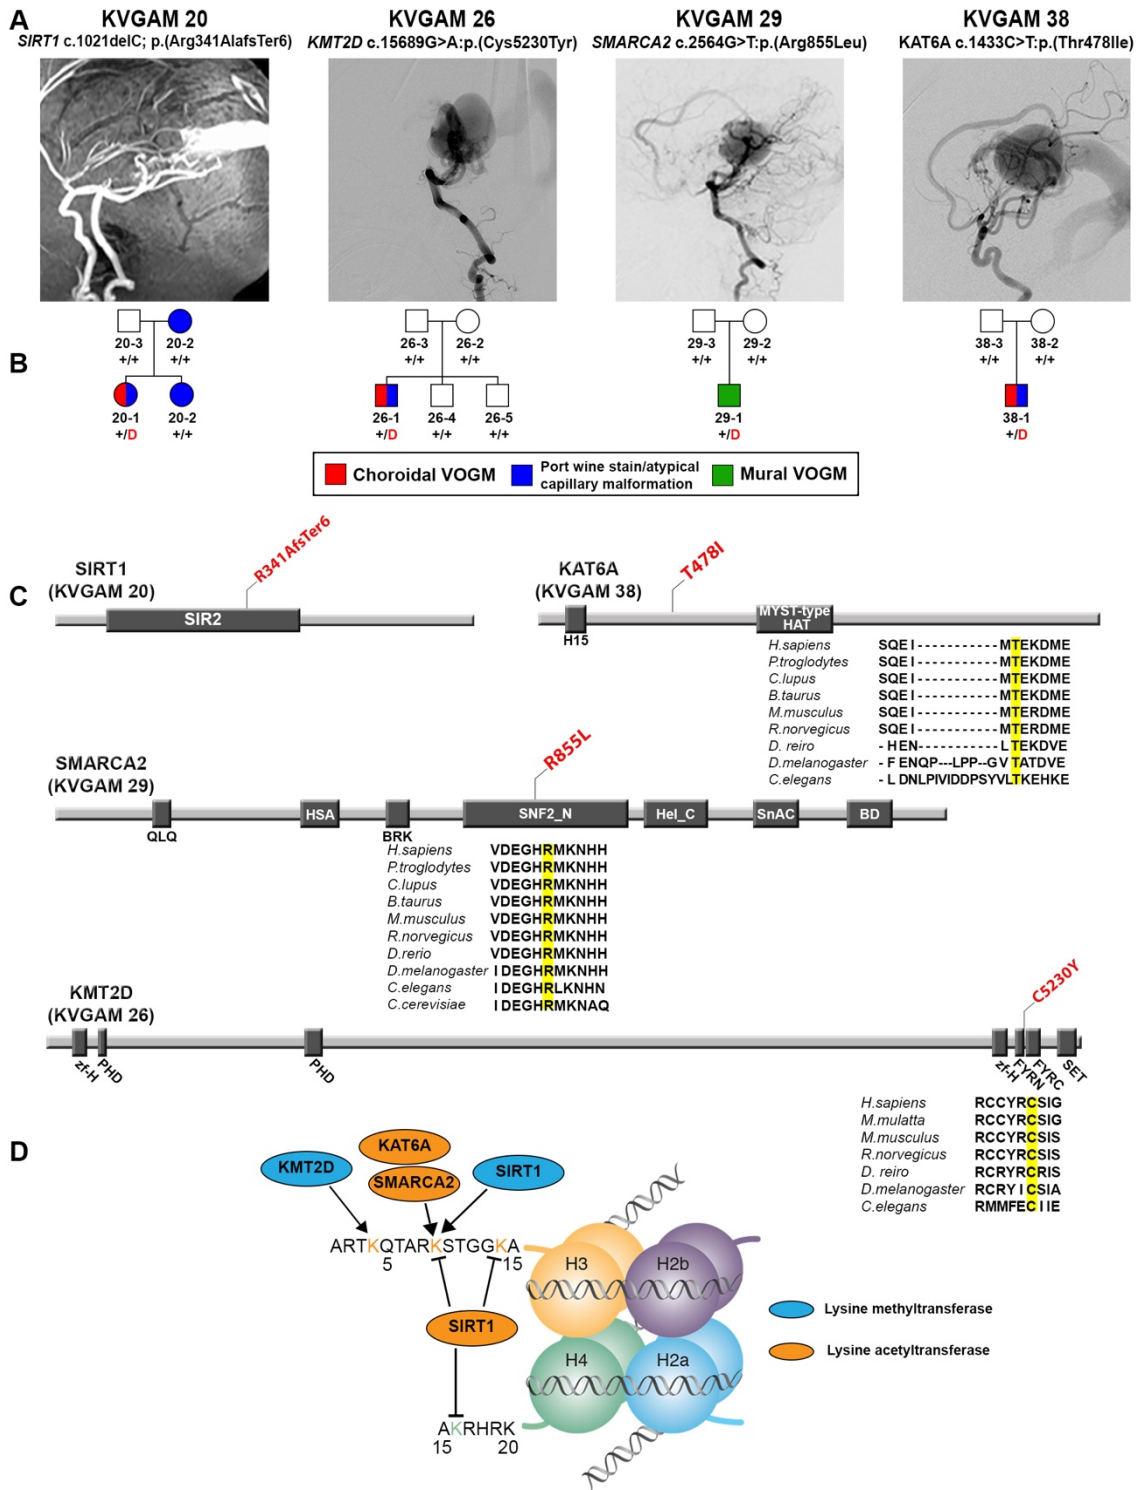 A
KVGAM 20
SIRT1 c.1021delC; p.(Arg341AlafsTer6)
KVGAM 26
KMT2D c.15689G>A:p.(Cys5230Tyr)
KVGAM 29
SMARCA2 c.2564G>T:p.(Arg855Leu)
KVGAM 38
KAT6A c.1433C>T:p.(Thr478Ile)
B
20-3
+/+
20-2
+/+
20-1
+/D
20-2
+/+
26-3
+/+
26-2
+/+
26-1
+/D
26-4
+/+
26-5
+/+
29-3
+/+
29-2
+/+
29-1
+/D
38-3
+/+
38-2
+/+
38-1
+/D
Choroidal VOGM
Port wine stain/atypical
capillary malformation
Mural VOGM
C
SIRT1
(KVGAM 20)
R341AfsTer6
SIR2
KAT6A
(KVGAM 38)
T478I
H15
MYST-type
HAT
H.sapiens SQEI-----------MTEKDME
P.troglodytes SQEI-----------MTEKDME
C.lupus SQEI-----------MTEKDME
B.taurus SQEI-----------MTEKDME
M.musculus SQEI-----------MTERDME
R.norvegicus SQEI-----------MTERDME
D. reiro -HEN-----------LTEKDVE
D.melanogaster -FENQP---LPP--GVTATDVE
C.elegans -LDNLPIVIDDPSYVLTKEHKE
SMARCA2
(KVGAM 29)
R855L
QLQ
HSA
BRK
SNF2_N
Hel_C
SnAC
BD
H.sapiens VDEGHRMKNHH
P.troglodytes VDEGHRMKNHH
C.lupus VDEGHRMKNHH
B.taurus VDEGHRMKNHH
M.musculus VDEGHRMKNHH
R.norvegicus VDEGHRMKNHH
D.rerio VDEGHRMKNHH
D.melanogaster IDEGHRMKNHH
C.elegans IDEGHRLKNHN
C.cerevisiae IDEGHRMKNAQ
KMT2D
(KVGAM 26)
C5230Y
zf-H
PHD
PHD
zf-H
FYRN
FYRC
SET
H.sapiens RCCYRCSIG
M.mulatta RCCYRCSIG
M.musculus RCCYRCSIS
R.norvegicus RCCYRCSIS
D. reiro RCRYRCRIS
D.melanogaster RCRYICSIA
C.elegans RMMFECIIE
D
KMT2D
KAT6A
SMARCA2
SIRT1
ARTKQTARKSTGGKA
5
15
SIRT1
AKRHRK
15
20
H3
H2b
H4
H2a
Lysine methyltransferase
Lysine acetyltransferase